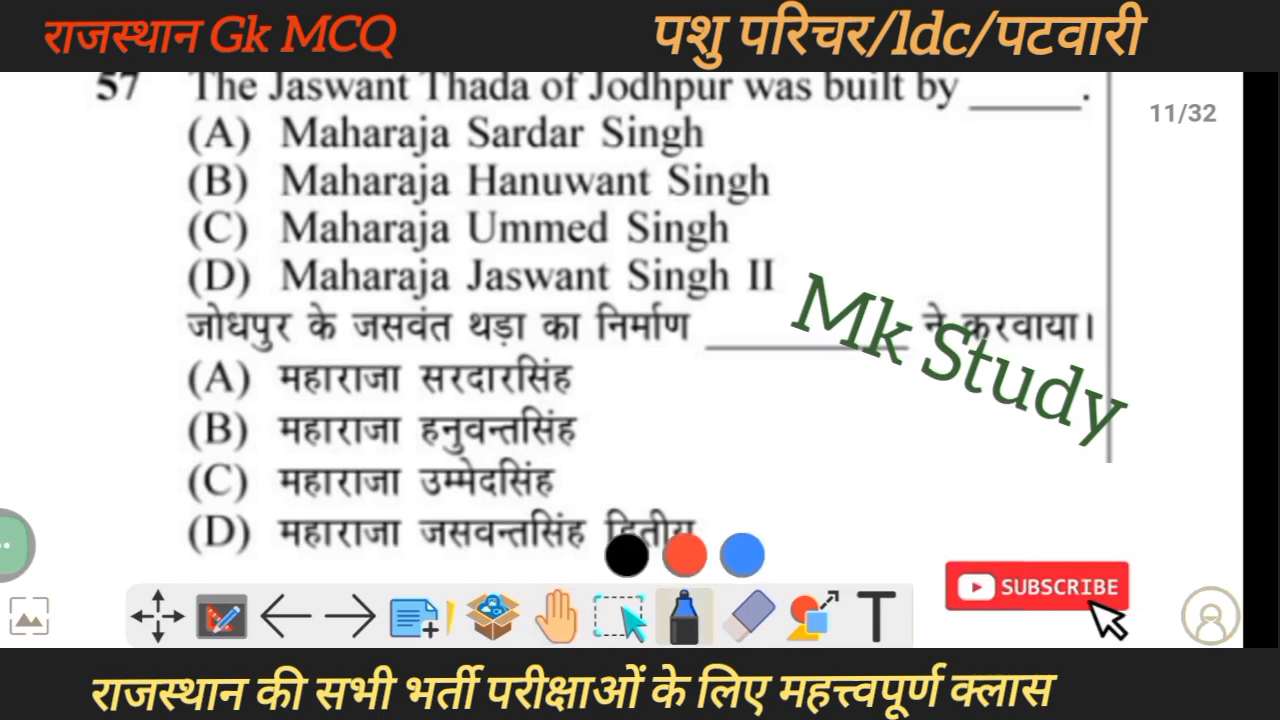 राजस्थान Gk MCQ
पशु परिचर/ldc/पटवारी
57 The Jaswant Thada of Jodhpur was built by ______.
11/32
(A) Maharaja Sardar Singh
(B) Maharaja Hanuwant Singh
(C) Maharaja Ummed Singh
(D) Maharaja Jaswant Singh II
जोधपुर के जसवंत थड़ा का निर्माण ___________ ने करवाया।
(A) महाराजा सरदारसिंह
(B) महाराजा हनुवन्तसिंह
(C) महाराजा उम्मेदसिंह
(D) महाराजा जसवन्तसिंह द्वितीय
Mk Study
T
SUBSCRIBE
राजस्थान की सभी भर्ती परीक्षाओं के लिए महत्त्वपूर्ण क्लास